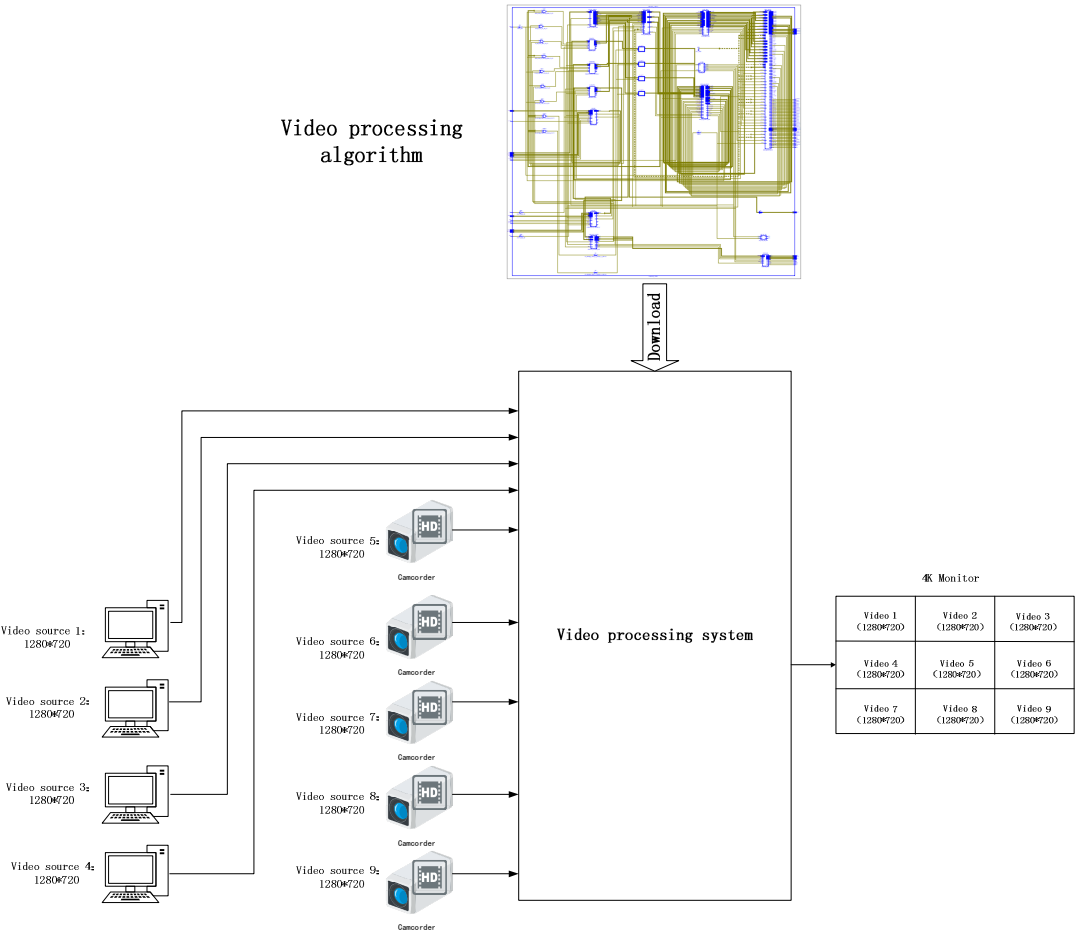 Video processing
algorithm
Download
Video processing system
Video source 1:
1280*720
Video source 2:
1280*720
Video source 3:
1280*720
Video source 4:
1280*720
Video source 5:
1280*720
HD
Camcorder
Video source 6:
1280*720
HD
Camcorder
Video source 7:
1280*720
HD
Camcorder
Video source 8:
1280*720
HD
Camcorder
Video source 9:
1280*720
HD
Camcorder
4K Monitor
Video 1
(1280*720)
Video 2
(1280*720)
Video 3
(1280*720)
Video 4
(1280*720)
Video 5
(1280*720)
Video 6
(1280*720)
Video 7
(1280*720)
Video 8
(1280*720)
Video 9
(1280*720)